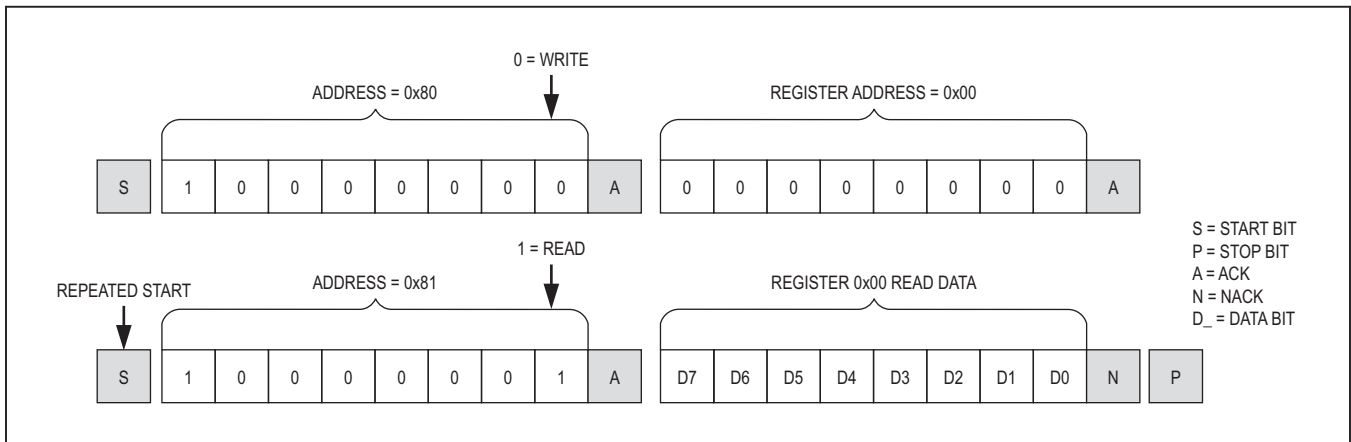 0 = WRITE
ADDRESS = 0x80
REGISTER ADDRESS = 0x00
S 1 0 0 0 0 0 0 0 A 0 0 0 0 0 0 0 0 A
S = START BIT
P = STOP BIT
A = ACK
N = NACK
D_ = DATA BIT
1 = READ
REPEATED START
ADDRESS = 0x81
REGISTER 0x00 READ DATA
S 1 0 0 0 0 0 0 1 A D7 D6 D5 D4 D3 D2 D1 D0 N P